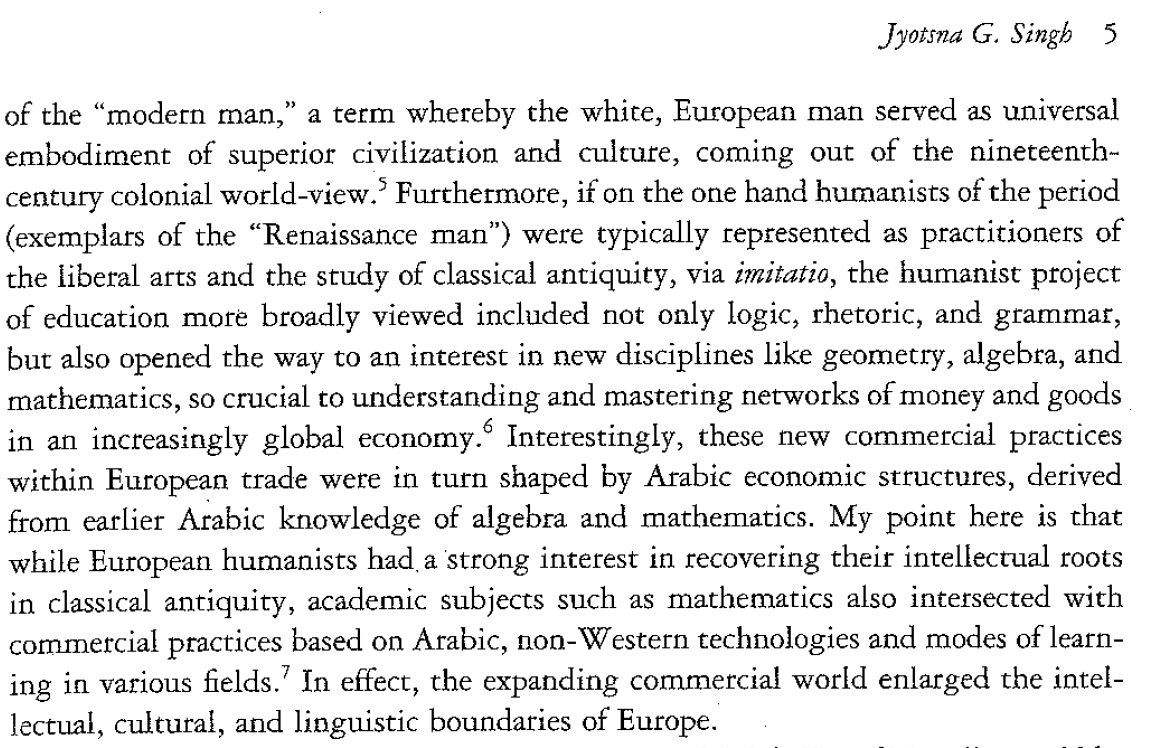 Jyotsna G. Singh 5
of the “modern man,” a term whereby the white, European man served as universal
embodiment of superior civilization and culture, coming out of the nineteenth-
century colonial world-view.5 Furthermore, if on the one hand humanists of the period
(exemplars of the “Renaissance man”) were typically represented as practitioners of
the liberal arts and the study of classical antiquity, via imitatio, the humanist project
of education more broadly viewed included not only logic, rhetoric, and grammar,
but also opened the way to an interest in new disciplines like geometry, algebra, and
mathematics, so crucial to understanding and mastering networks of money and goods
in an increasingly global economy.6 Interestingly, these new commercial practices
within European trade were in turn shaped by Arabic economic structures, derived
from earlier Arabic knowledge of algebra and mathematics. My point here is that
while European humanists had a strong interest in recovering their intellectual roots
in classical antiquity, academic subjects such as mathematics also intersected with
commercial practices based on Arabic, non-Western technologies and modes of learn-
ing in various fields.7 In effect, the expanding commercial world enlarged the intel-
lectual, cultural, and linguistic boundaries of Europe.